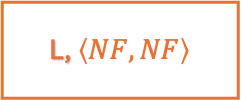 L, ⟨NF, NF⟩